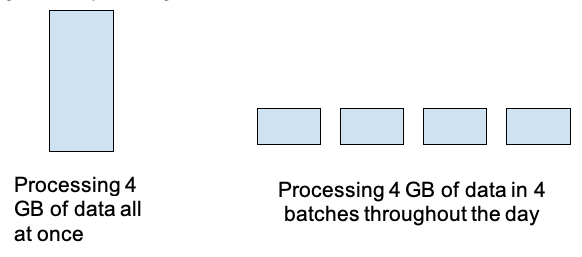 Processing 4
GB of data all
at once
Processing 4 GB of data in 4
batches throughout the day